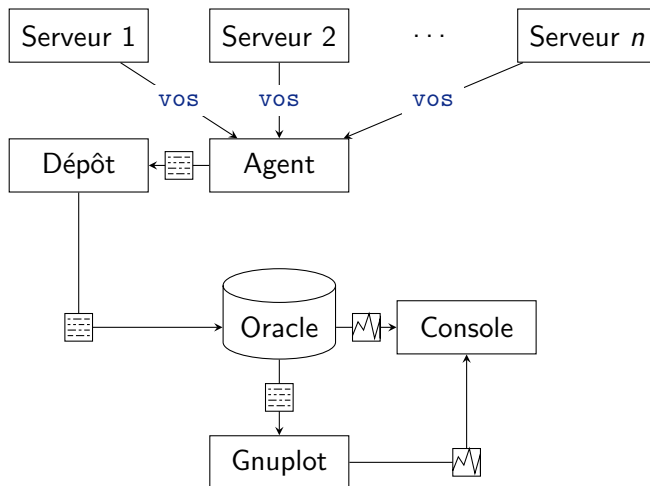 Serveur 1
Serveur 2
...
Serveur n
vos
vos
vos
Dépôt
Agent
Oracle
Console
Gnuplot